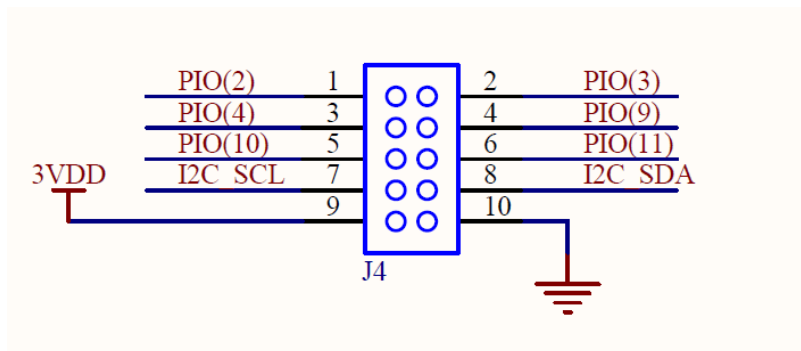 PIO(2) 1 2 PIO(3)
PIO(4) 3 4 PIO(9)
PIO(10) 5 6 PIO(11)
3VDD I2C_SCL 7 8 I2C_SDA
9 10
J4